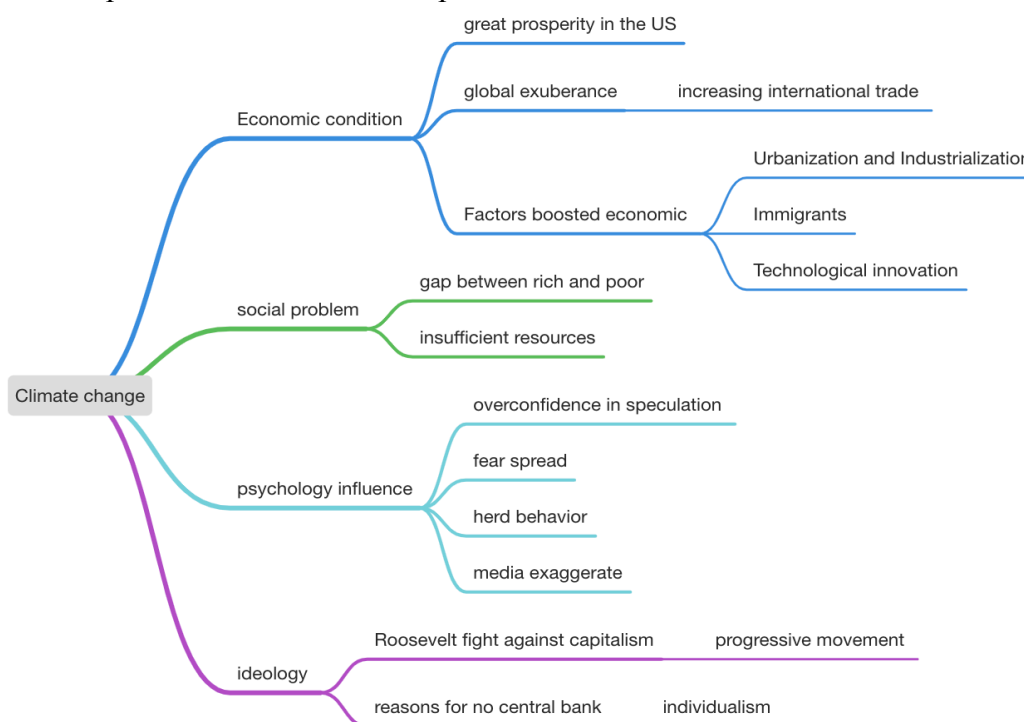 great prosperity in the US
global exuberance
increasing international trade
Economic condition
Urbanization and Industrialization
Factors boosted economic
Immigrants
Technological innovation
gap between rich and poor
social problem
insufficient resources
Climate change
overconfidence in speculation
fear spread
psychology influence
herd behavior
media exaggerate
Roosevelt fight against capitalism
progressive movement
ideology
reasons for no central bank
individualism